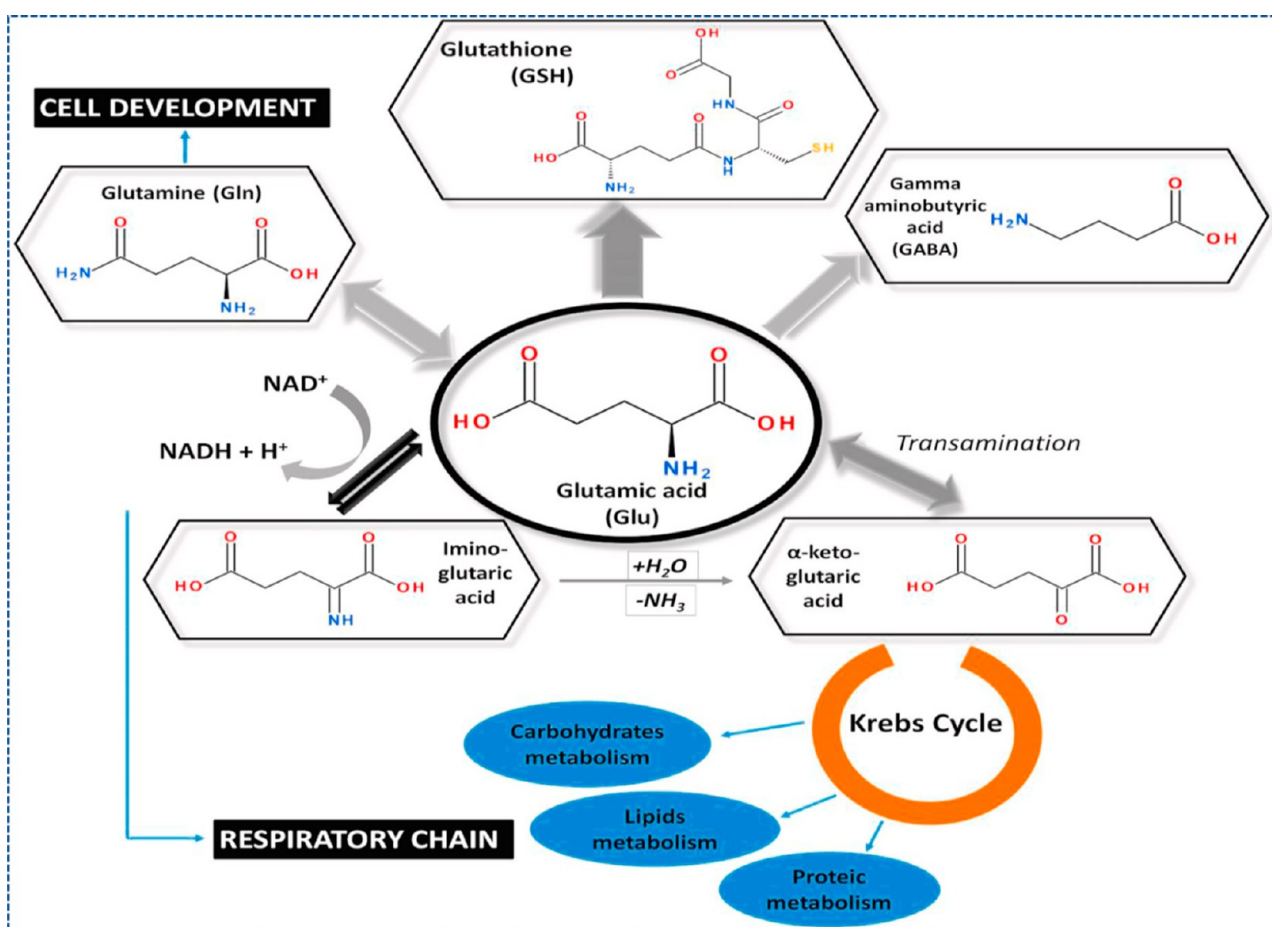 Glutathione
(GSH)
OH
O
HN
O
O
O
SH
HO
N
H
NH2
CELL DEVELOPMENT
Glutamine (Gln)
O
O
H2N
OH
NH2
Gamma
aminobutyric
acid
(GABA)
O
H2N
OH
O
O
HO
OH
NH2
Glutamic acid
(Glu)
NAD+
NADH + H+
Transamination
O
O
HO
OH
NH
Imino-
glutaric
acid
+H2O
-NH3
α-keto-
glutaric
acid
O
O
HO
OH
O
Krebs Cycle
Carbohydrates
metabolism
Lipids
metabolism
Proteic
metabolism
RESPIRATORY CHAIN